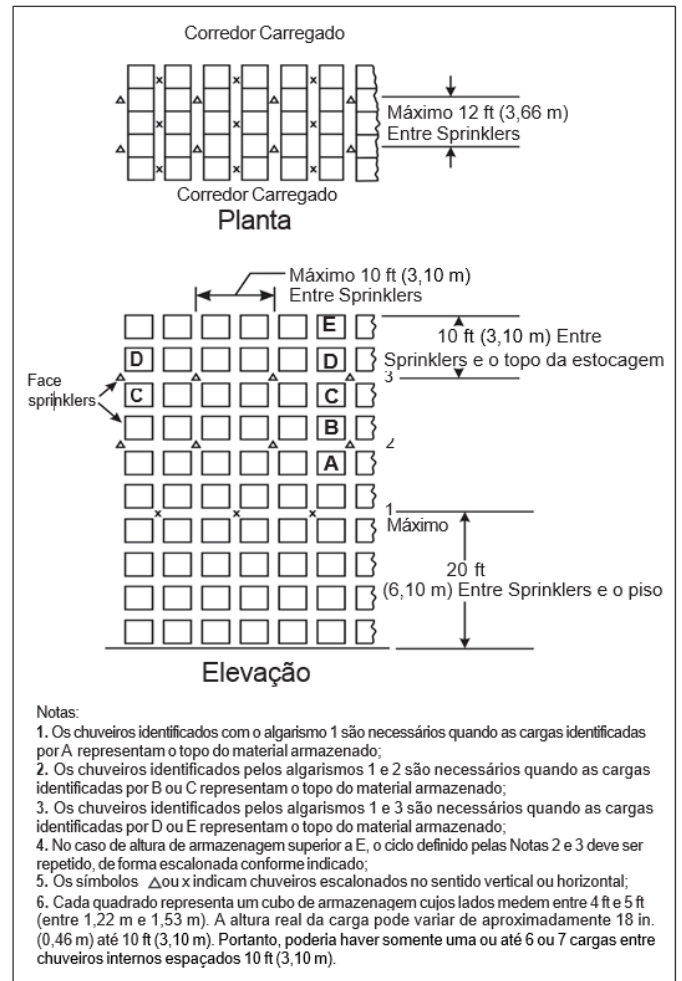 Corredor Carregado
Máximo 12 ft (3,66 m)
Entre Sprinklers
Corredor Carregado
Planta
Máximo 10 ft (3,10 m)
Entre Sprinklers
E
10 ft (3,10 m) Entre
D
D
Sprinklers e o topo da estocagem
3
Face
sprinklers
C
C
B
2
A
1
Máximo
20 ft
(6,10 m) Entre Sprinklers e o piso
Elevação
Notas:
1. Os chuveiros identificados com o algarismo 1 são necessários quando as cargas identificadas
por A representam o topo do material armazenado;
2. Os chuveiros identificados pelos algarismos 1 e 2 são necessários quando as cargas
identificadas por B ou C representam o topo do material armazenado;
3. Os chuveiros identificados pelos algarismos 1 e 3 são necessários quando as cargas
identificadas por D ou E representam o topo do material armazenado;
4. No caso de altura de armazenagem superior a E, o ciclo definido pelas Notas 2 e 3 deve ser
repetido, de forma escalonada conforme indicado;
5. Os símbolos △ou x indicam chuveiros escalonados no sentido vertical ou horizontal;
6. Cada quadrado representa um cubo de armazenagem cujos lados medem entre 4 ft e 5 ft
(entre 1,22 m e 1,53 m). A altura real da carga pode variar de aproximadamente 18 in.
(0,46 m) até 10 ft (3,10 m). Portanto, poderia haver somente uma ou até 6 ou 7 cargas entre
chuveiros internos espaçados 10 ft (3,10 m).